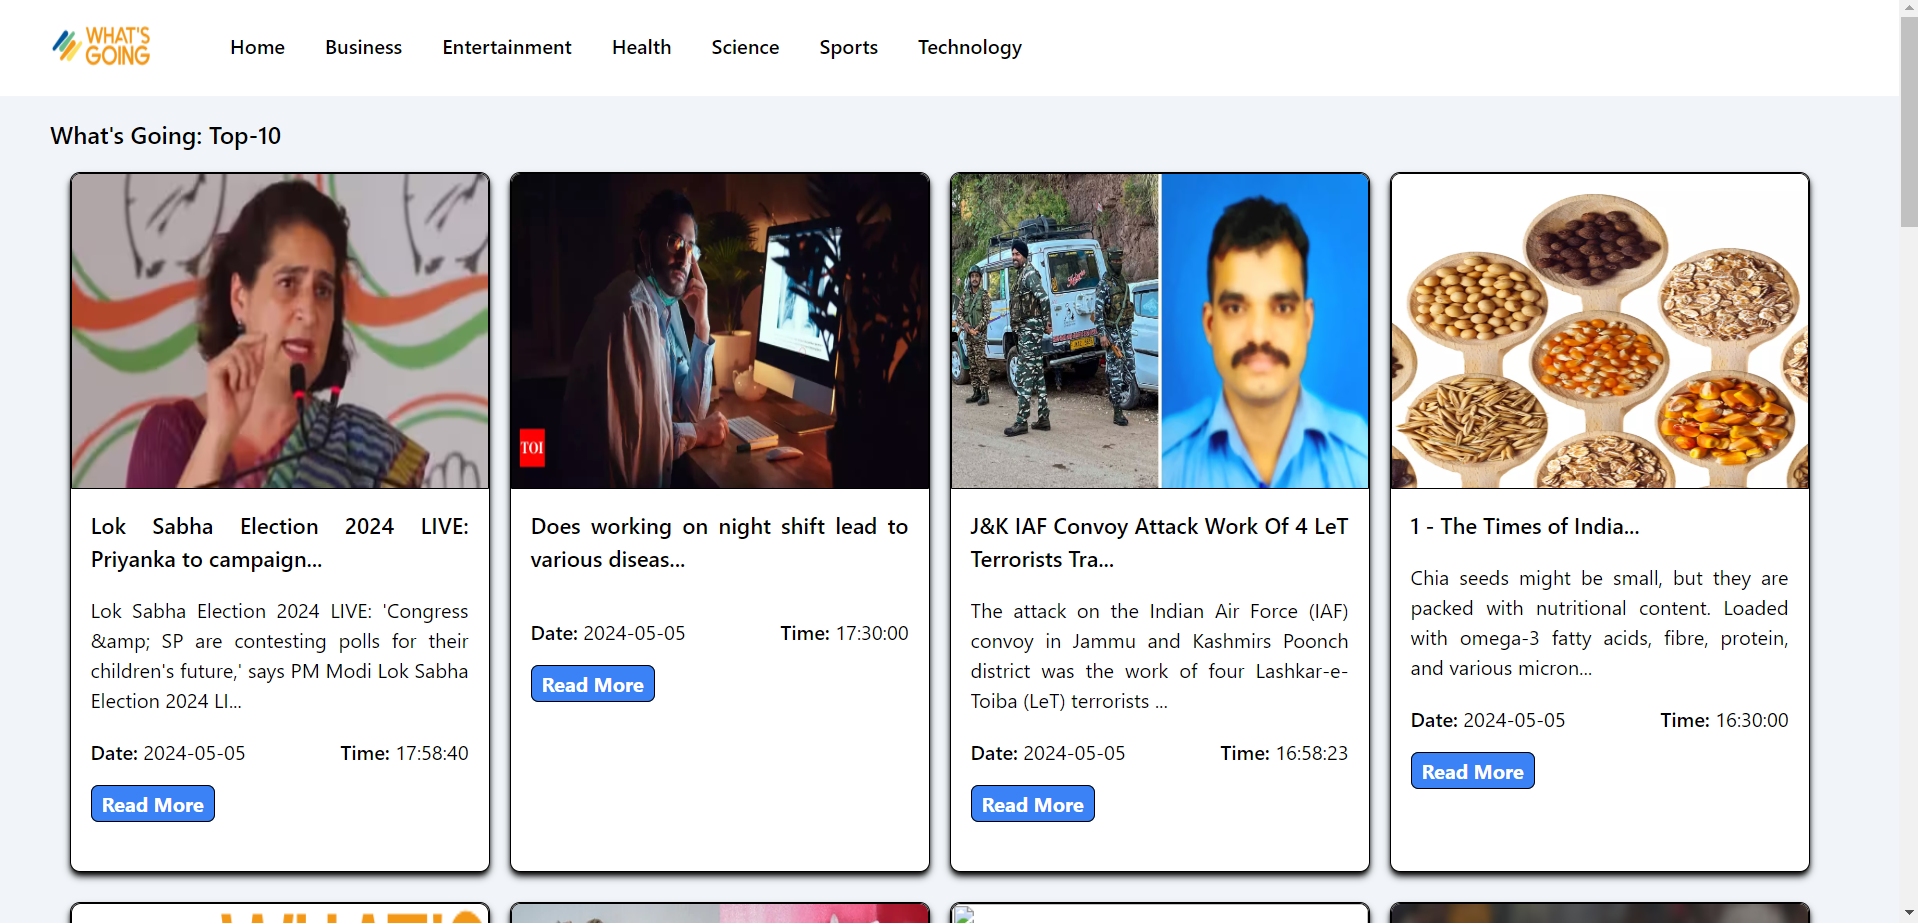 WHAT'S
GOING
Home Business Entertainment Health Science Sports Technology
What's Going: Top-10
TOI
Lok Sabha Election 2024 LIVE:
Priyanka to campaign...
Lok Sabha Election 2024 LIVE: 'Congress
&amp; SP are contesting polls for their
children's future,' says PM Modi Lok Sabha
Election 2024 LI...
Date: 2024-05-05 Time: 17:58:40
Read More
Does working on night shift lead to
various diseas...
Date: 2024-05-05 Time: 17:30:00
Read More
J&K IAF Convoy Attack Work Of 4 LeT
Terrorists Tra...
The attack on the Indian Air Force (IAF)
convoy in Jammu and Kashmirs Poonch
district was the work of four Lashkar-e-
Toiba (LeT) terrorists ...
Date: 2024-05-05 Time: 16:58:23
Read More
1 - The Times of India...
Chia seeds might be small, but they are
packed with nutritional content. Loaded
with omega-3 fatty acids, fibre, protein,
and various micron...
Date: 2024-05-05 Time: 16:30:00
Read More
WHAT'S